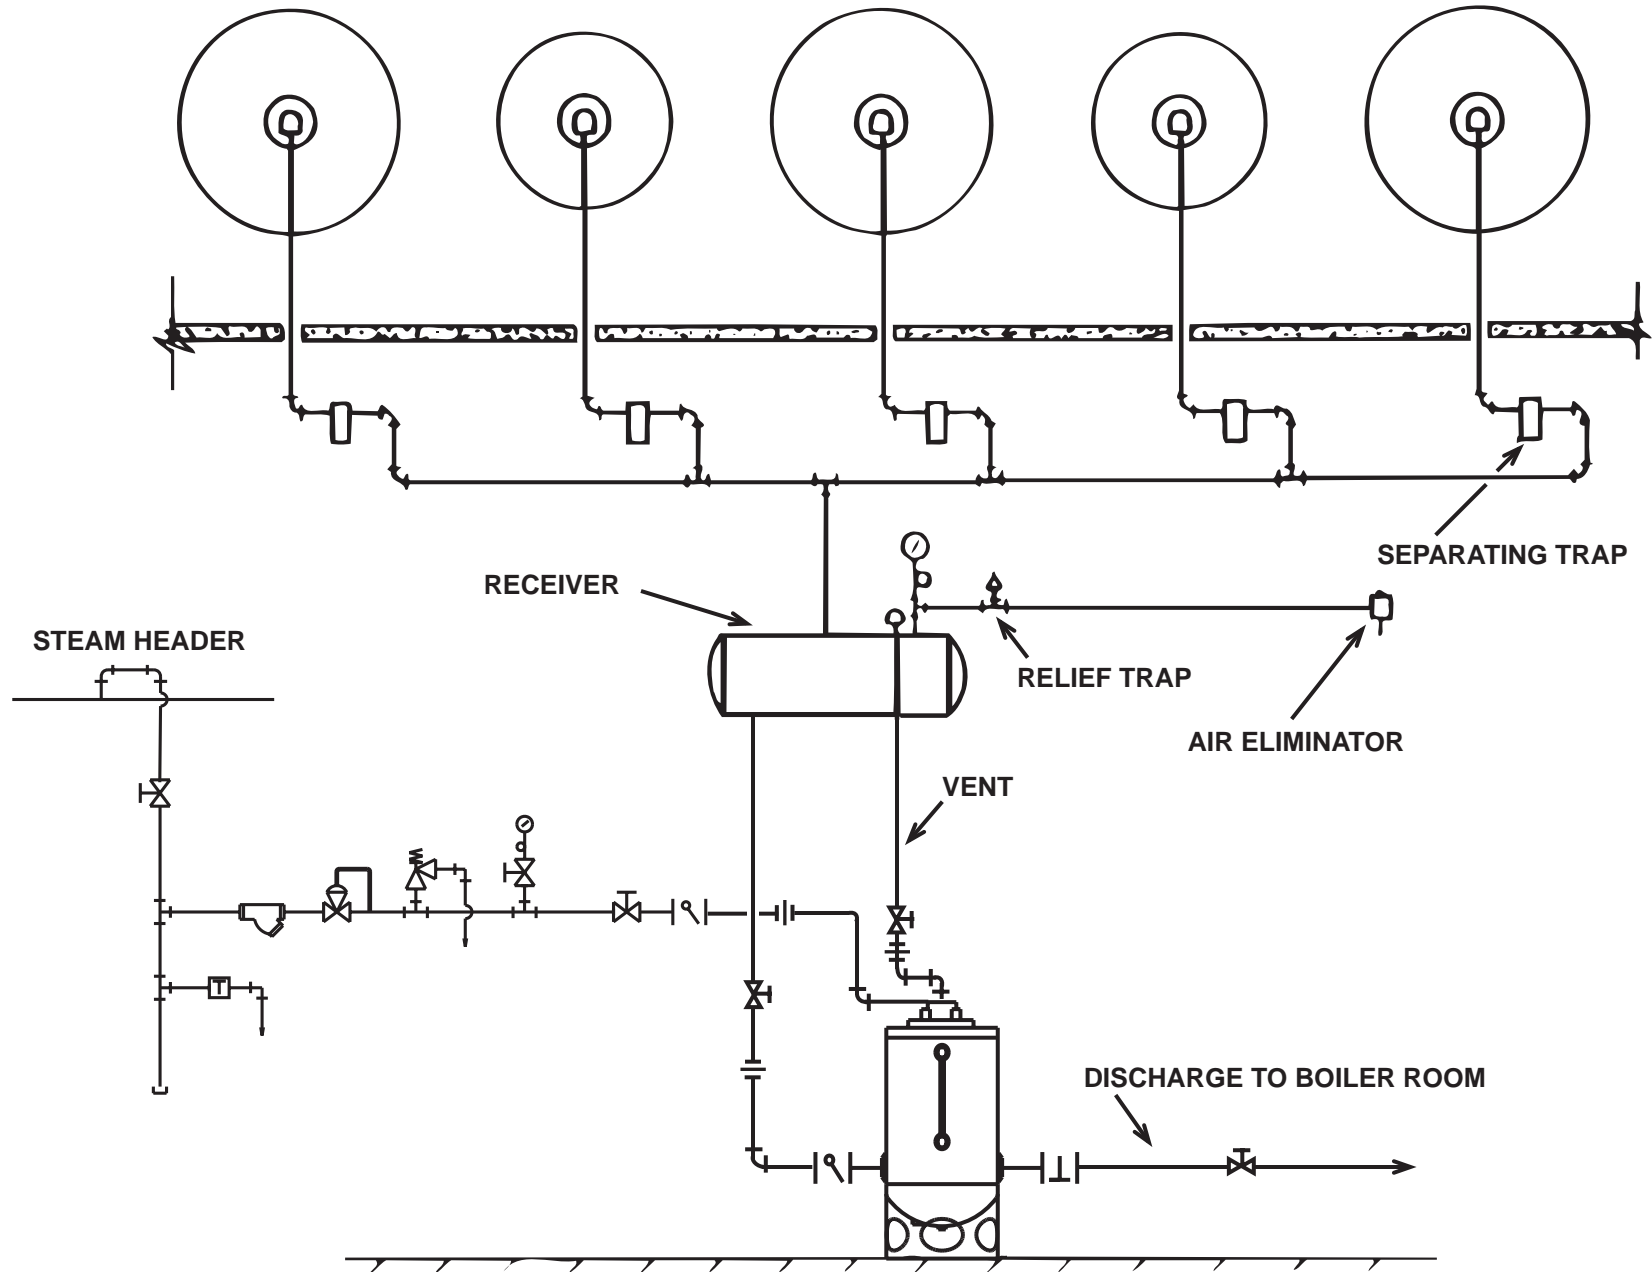 SEPARATING TRAP
RECEIVER
STEAM HEADER
RELIEF TRAP
AIR ELIMINATOR
VENT
T
DISCHARGE TO BOILER ROOM